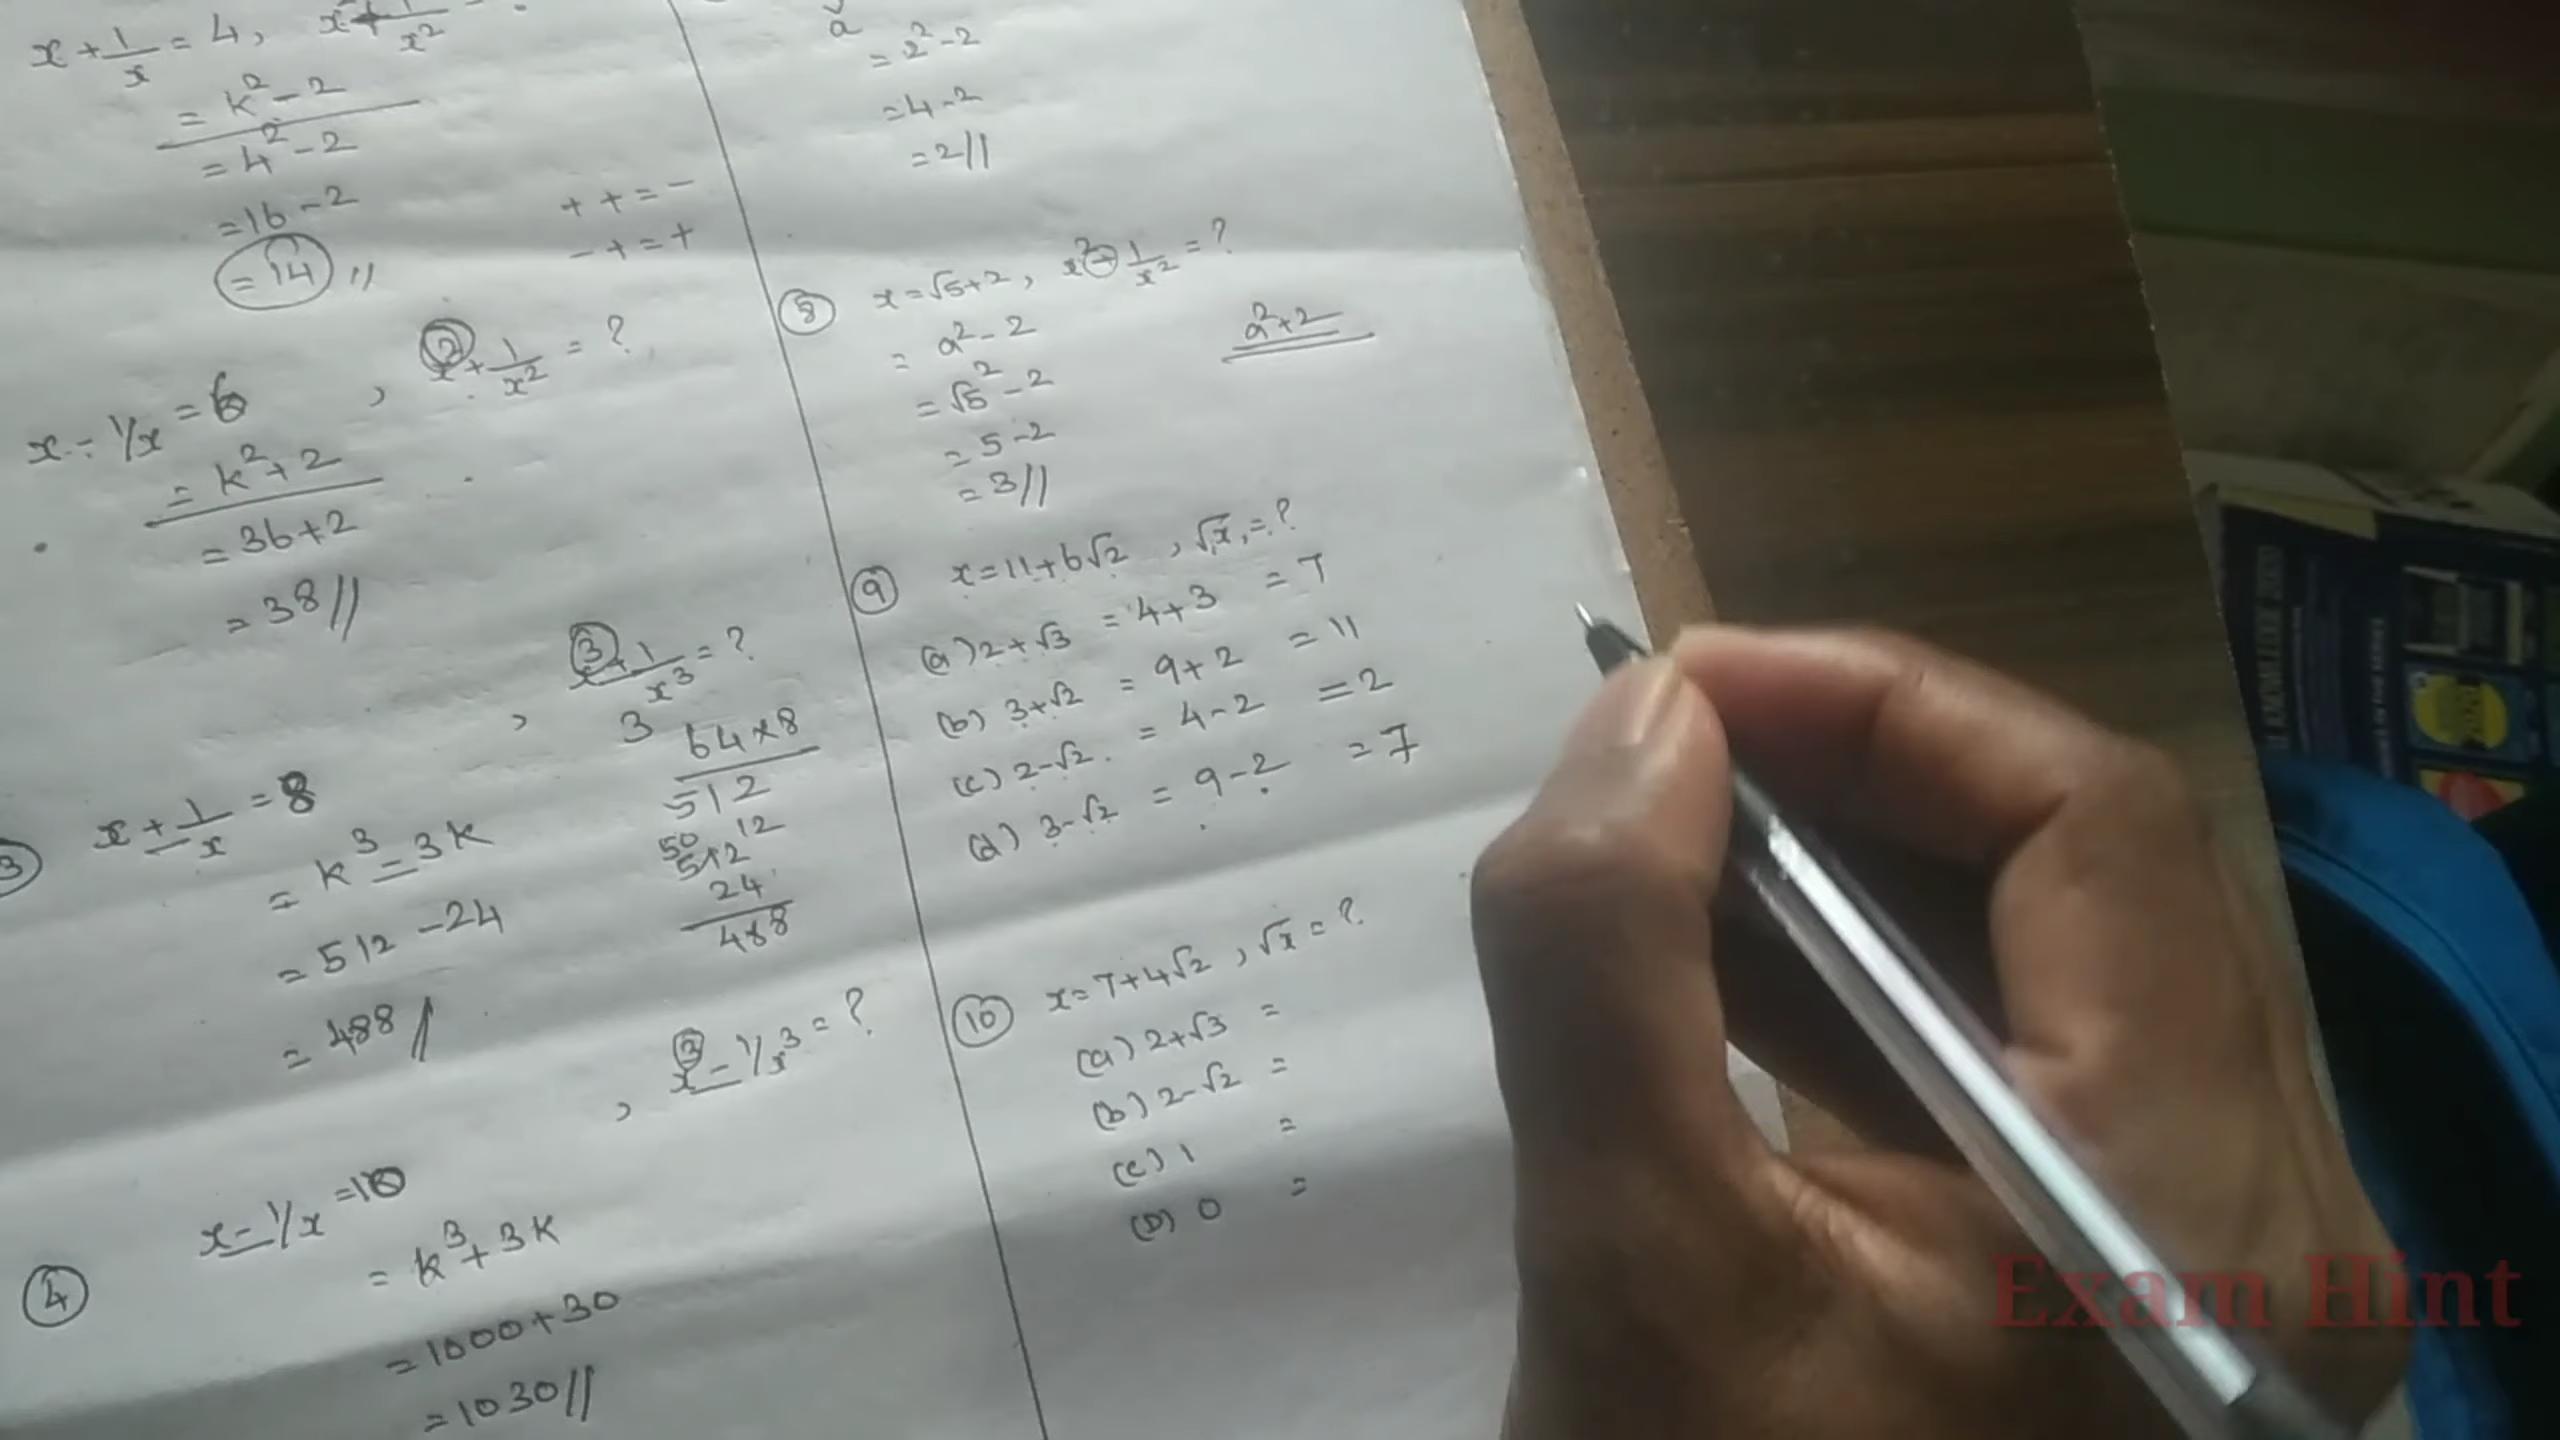 x + 1/x = 4, x² + 1/x²
= k² - 2
= 4² - 2
= 16 - 2
= 14 //
+ + = -
- + = +
x - 1/x = 6 , x² + 1/x² = ?
= k² + 2
= 36 + 2
= 38 //
3 x + 1/x = 8 , x³ + 1/x³ = ?
= k³ - 3k
= 512 - 24
= 488 //
3
64 × 8
512
50 12
512
24
488
4 x - 1/x = 10 , x³ - 1/x³ = ?
= k³ + 3k
= 1000 + 30
= 1030 //
a
= 2² - 2
= 4 - 2
= 2 //
8 x = √5 + 2, x² + 1/x² = ?
= a² - 2
a² + 2
= √5² - 2
= 5 - 2
= 3 //
9 x = 11 + 6√2 , √x = ?
(a) 2 + √3 = 4 + 3 = 7
(b) 3 + √2 = 9 + 2 = 11
(c) 2 - √2 = 4 - 2 = 2
(d) 3 - √2 = 9 - 2 = 7
10 x = 7 + 4√2 , √x = ?
(a) 2 + √3 =
(b) 2 - √2 =
(c) 1 =
(D) 0 =
Exam Hint